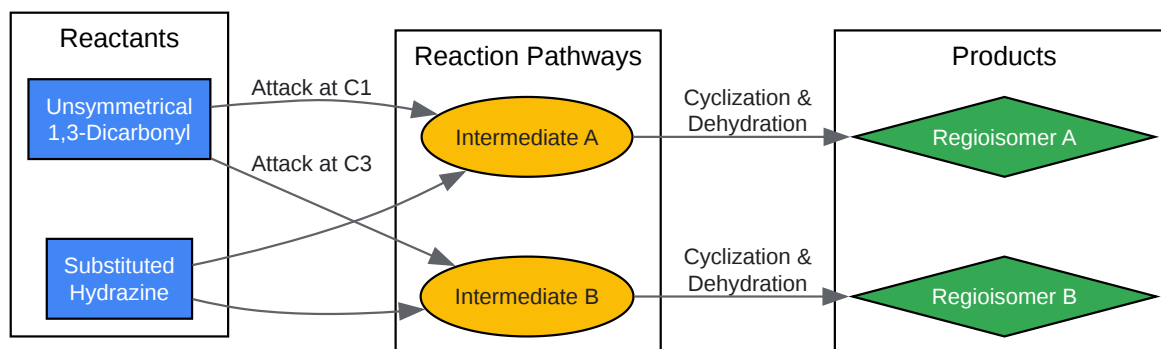 Reactants
Unsymmetrical
1,3-Dicarbonyl
Substituted
Hydrazine
Attack at C1
Attack at C3
Reaction Pathways
Intermediate A
Intermediate B
Cyclization &
Dehydration
Cyclization &
Dehydration
Products
Regioisomer A
Regioisomer B